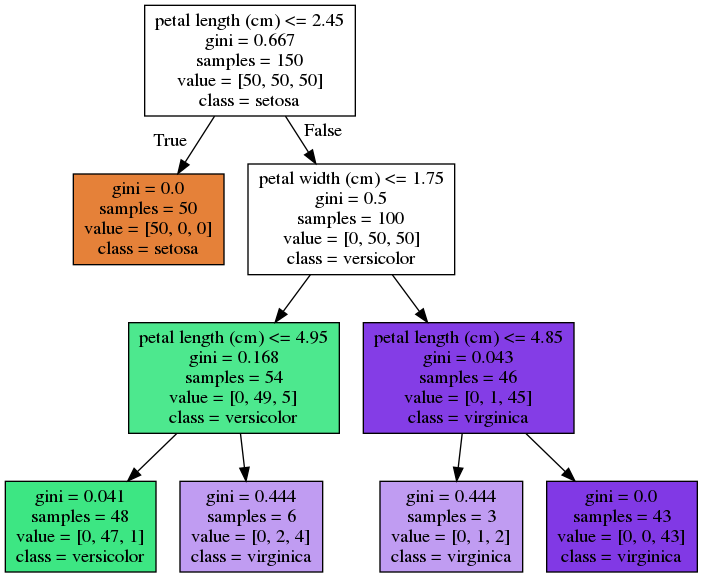 petal length (cm) <= 2.45
gini = 0.667
samples = 150
value = [50, 50, 50]
class = setosa
True
False
gini = 0.0
samples = 50
value = [50, 0, 0]
class = setosa
petal width (cm) <= 1.75
gini = 0.5
samples = 100
value = [0, 50, 50]
class = versicolor
petal length (cm) <= 4.95
gini = 0.168
samples = 54
value = [0, 49, 5]
class = versicolor
petal length (cm) <= 4.85
gini = 0.043
samples = 46
value = [0, 1, 45]
class = virginica
gini = 0.041
samples = 48
value = [0, 47, 1]
class = versicolor
gini = 0.444
samples = 6
value = [0, 2, 4]
class = virginica
gini = 0.444
samples = 3
value = [0, 1, 2]
class = virginica
gini = 0.0
samples = 43
value = [0, 0, 43]
class = virginica